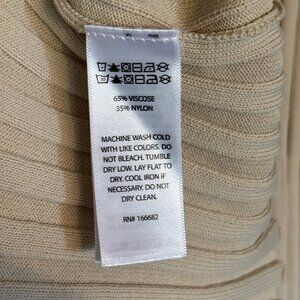 65% VISCOSE
35% NYLON
MACHINE WASH COLD
WITH LIKE COLORS. DO
NOT BLEACH. TUMBLE
DRY LOW. LAY FLAT TO
DRY. COOL IRON IF
NECESSARY. DO NOT
DRY CLEAN.
RN# 166682